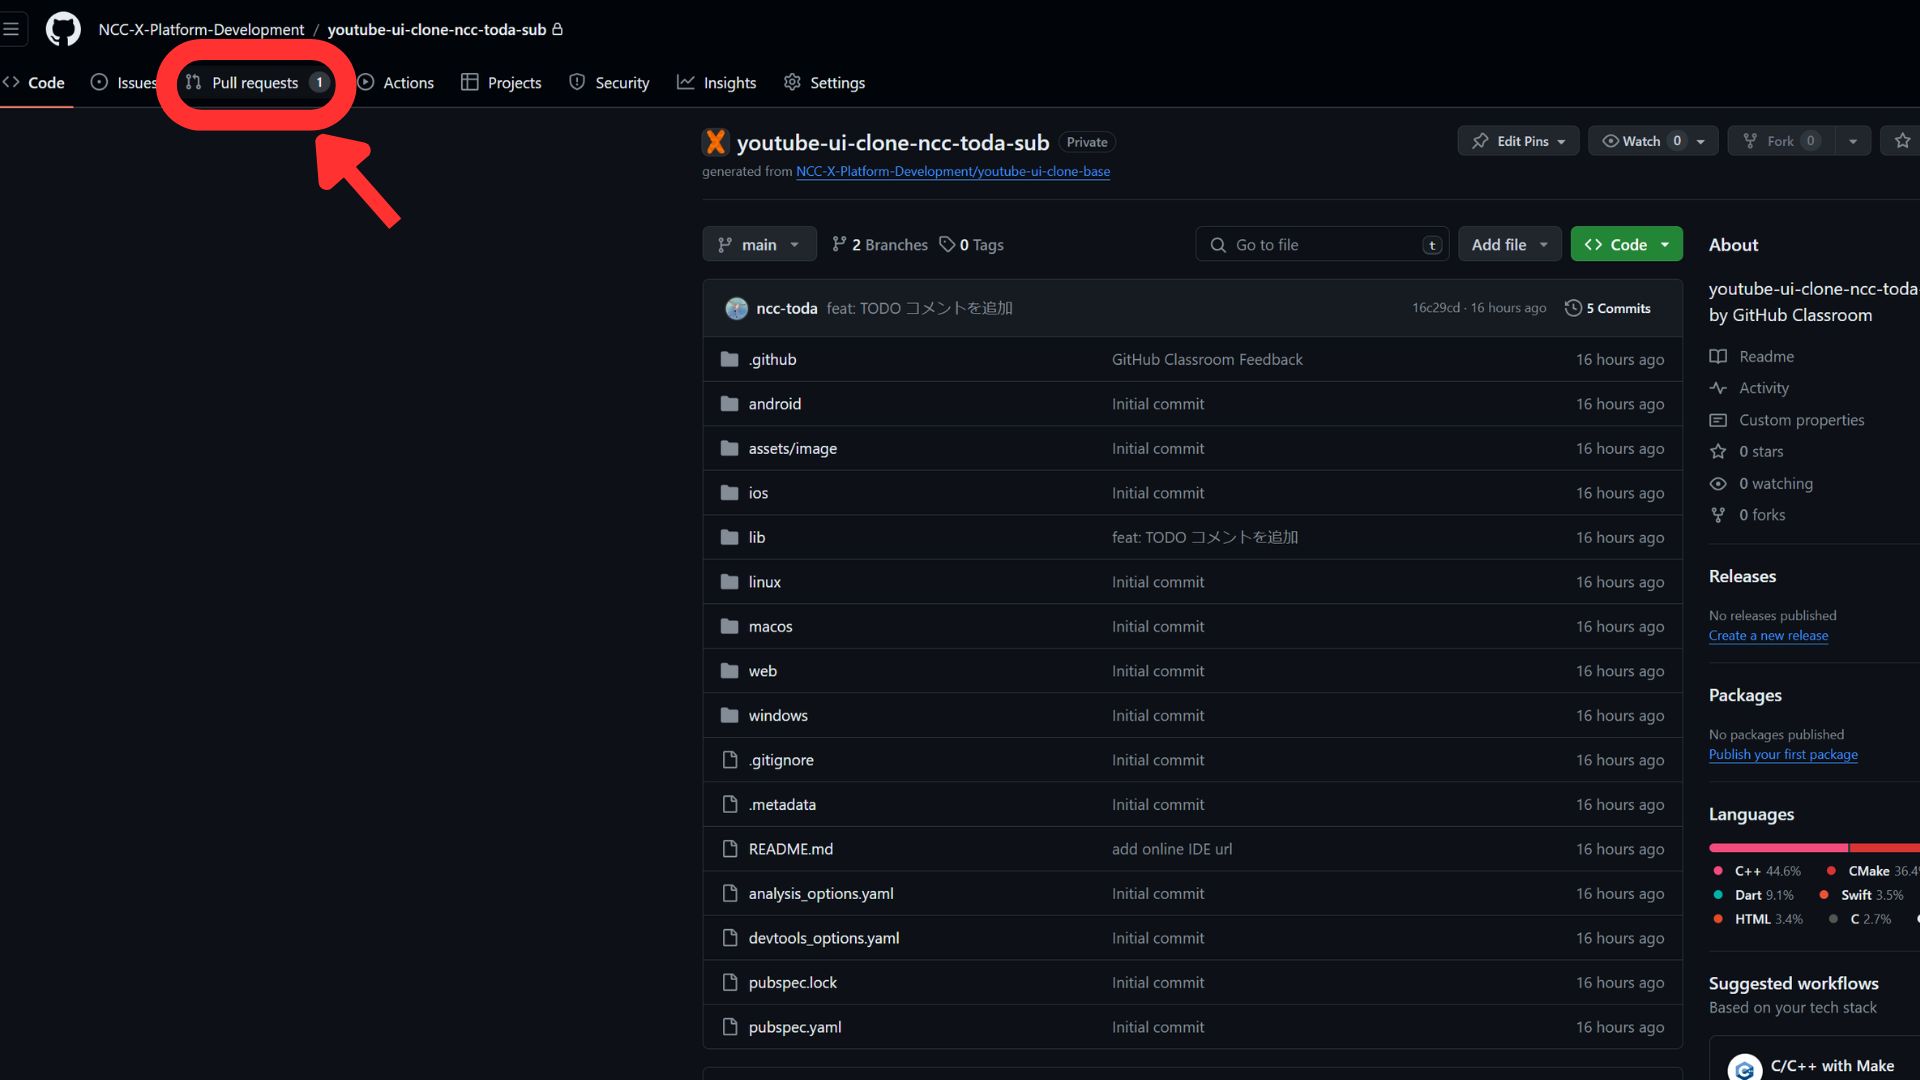 NCC-X-Platform-Development / youtube-ui-clone-ncc-toda-sub
Code Issues Pull requests 1 Actions Projects Security Insights Settings
youtube-ui-clone-ncc-toda-sub Private
Edit Pins Watch 0 Fork 0
generated from NCC-X-Platform-Development/youtube-ui-clone-base
main 2 Branches 0 Tags Go to file t Add file Code
ncc-toda feat: TODO コメントを追加 16c29cd · 16 hours ago 5 Commits
.github GitHub Classroom Feedback 16 hours ago
android Initial commit 16 hours ago
assets/image Initial commit 16 hours ago
ios Initial commit 16 hours ago
lib feat: TODO コメントを追加 16 hours ago
linux Initial commit 16 hours ago
macos Initial commit 16 hours ago
web Initial commit 16 hours ago
windows Initial commit 16 hours ago
.gitignore Initial commit 16 hours ago
.metadata Initial commit 16 hours ago
README.md add online IDE url 16 hours ago
analysis_options.yaml Initial commit 16 hours ago
devtools_options.yaml Initial commit 16 hours ago
pubspec.lock Initial commit 16 hours ago
pubspec.yaml Initial commit 16 hours ago
About
youtube-ui-clone-ncc-toda-
by GitHub Classroom
Readme
Activity
Custom properties
0 stars
0 watching
0 forks
Releases
No releases published
Create a new release
Packages
No packages published
Publish your first package
Languages
C++ 44.6% CMake 36.4
Dart 9.1% Swift 3.5%
HTML 3.4% C 2.7%
Suggested workflows
Based on your tech stack
C/C++ with Make